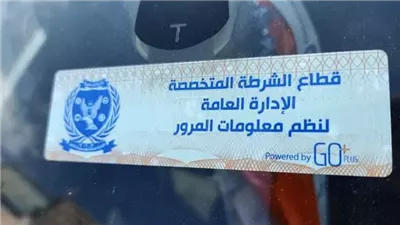 T
قطاع الشرطة المتخصصة
الإدارة العامة
لنظم معلومات المرور
Powered by GO+ PLUS